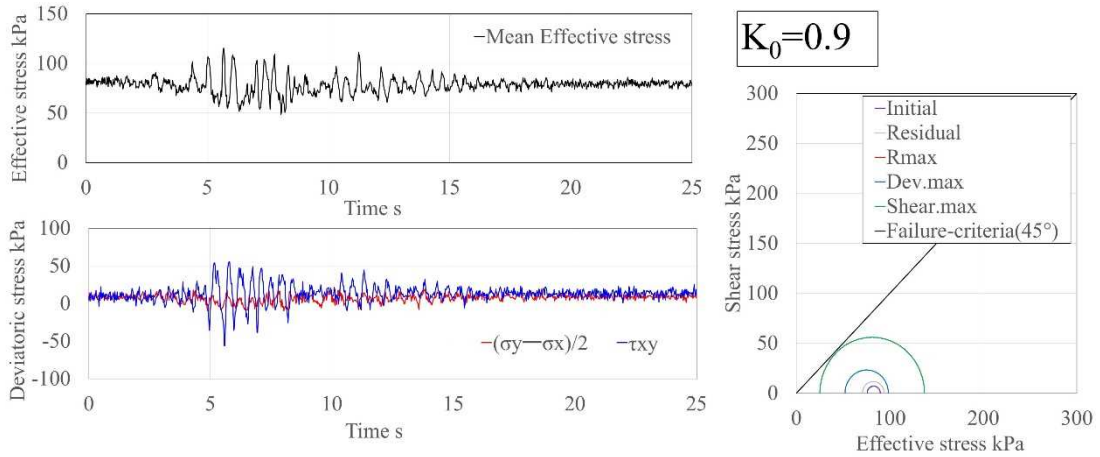 150
100
50
0
Effective stress kPa
Mean Effective stress
0 5 10 15 20 25
Time s
100
50
0
-50
-100
Deviatoric stress kPa
(σy—σx)/2 τxy
0 5 10 15 20 25
Time s
K0=0.9
300
250
200
150
100
50
0
Shear stress kPa
Initial
Residual
Rmax
Dev.max
Shear.max
Failure-criteria(45°)
0 100 200 300
Effective stress kPa